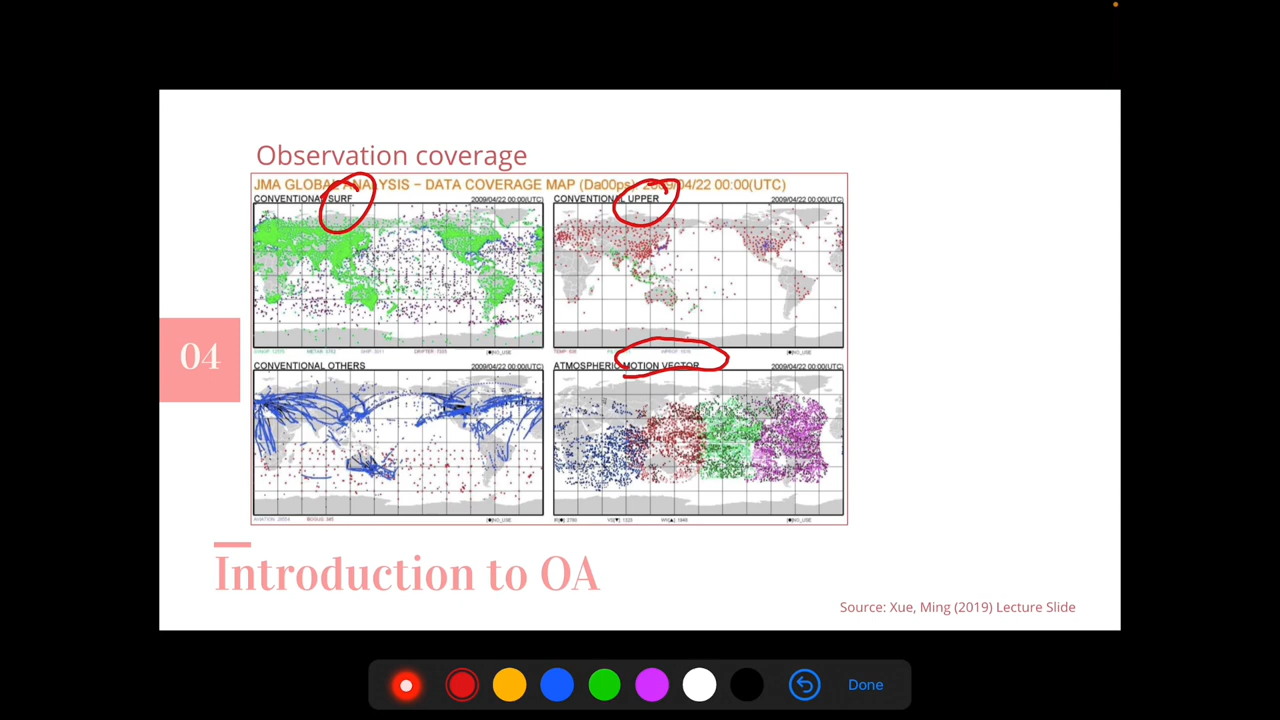 Observation coverage
JMA GLOBAL ANALYSIS - DATA COVERAGE MAP (Da00ps) 2009/04/22 00:00(UTC)
CONVENTIONAL SURF 2009/04/22 00:00(UTC)
CONVENTIONAL UPPER 2009/04/22 00:00(UTC)
CONVENTIONAL OTHERS 2009/04/22 00:00(UTC)
ATMOSPHERIC MOTION VECTOR 2009/04/22 00:00(UTC)
04
Introduction to OA
Source: Xue, Ming (2019) Lecture Slide
Done